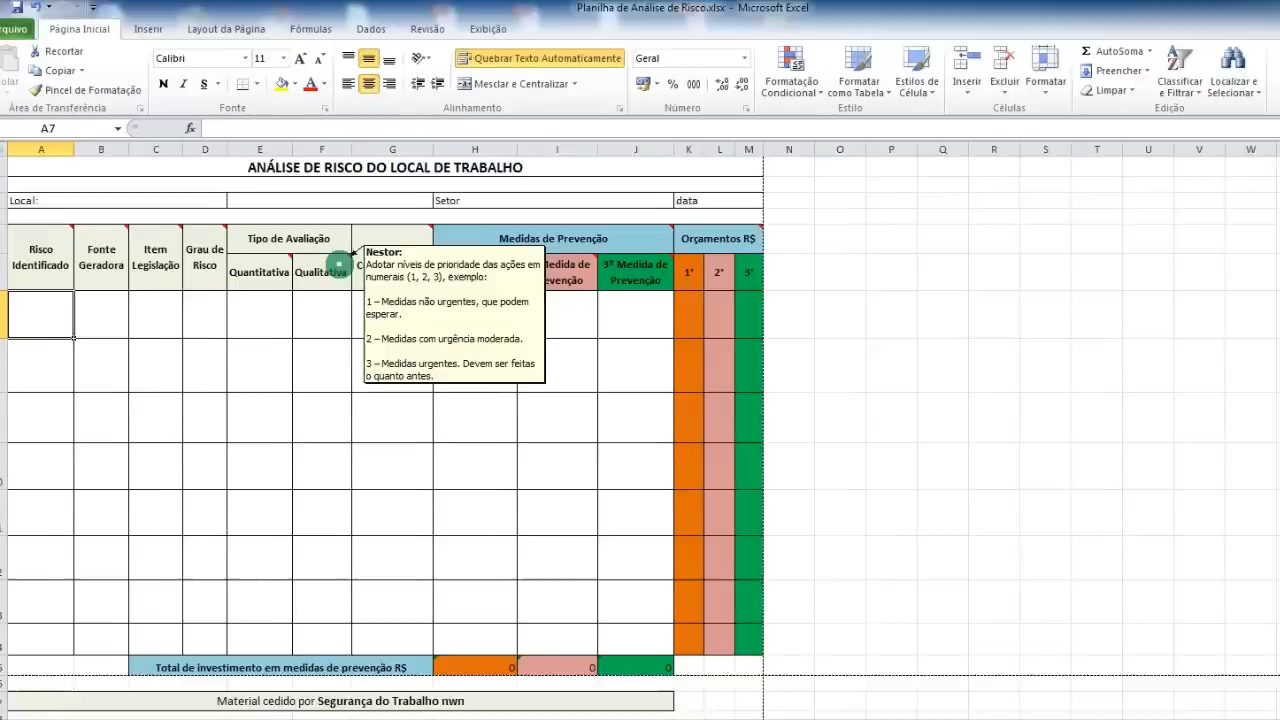 Planilha de Análise de Risco.xlsx - Microsoft Excel
rquivo Página Inicial Inserir Layout da Página Fórmulas Dados Revisão Exibição
Recortar
Copiar
Pincel de Formatação
Área de Transferência
Calibri 11
N I S
Fonte
Quebrar Texto Automaticamente
Mesclar e Centralizar
Alinhamento
Geral
% 000
Número
Formatação Condicional
Formatar como Tabela
Estilos de Célula
Estilo
Inserir Excluir Formatar
Células
AutoSoma
Preencher
Limpar
Classificar e Filtrar
Localizar e Selecionar
Edição
A7 fx
A B C D E F G H I J K L M N O P Q R S T U V W
ANÁLISE DE RISCO DO LOCAL DE TRABALHO
Local: Setor data
Risco Identificado
Fonte Geradora
Item Legislação
Grau de Risco
Tipo de Avaliação
Quantitativa Qualitativa
Medidas de Prevenção
3ª Medida de Prevenção
Orçamentos R$
1° 2° 3°
Nestor:
Adotar níveis de prioridade das ações em
numerais (1, 2, 3), exemplo:
1 – Medidas não urgentes, que podem
esperar.
2 – Medidas com urgência moderada.
3 – Medidas urgentes. Devem ser feitas
o quanto antes.
Total de investimento em medidas de prevenção R$ 0 0 0
Material cedido por Segurança do Trabalho nwn